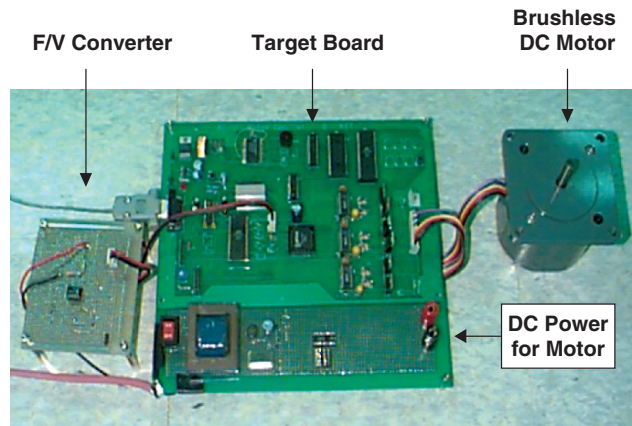 F/V Converter
Target Board
Brushless
DC Motor
DC Power
for Motor